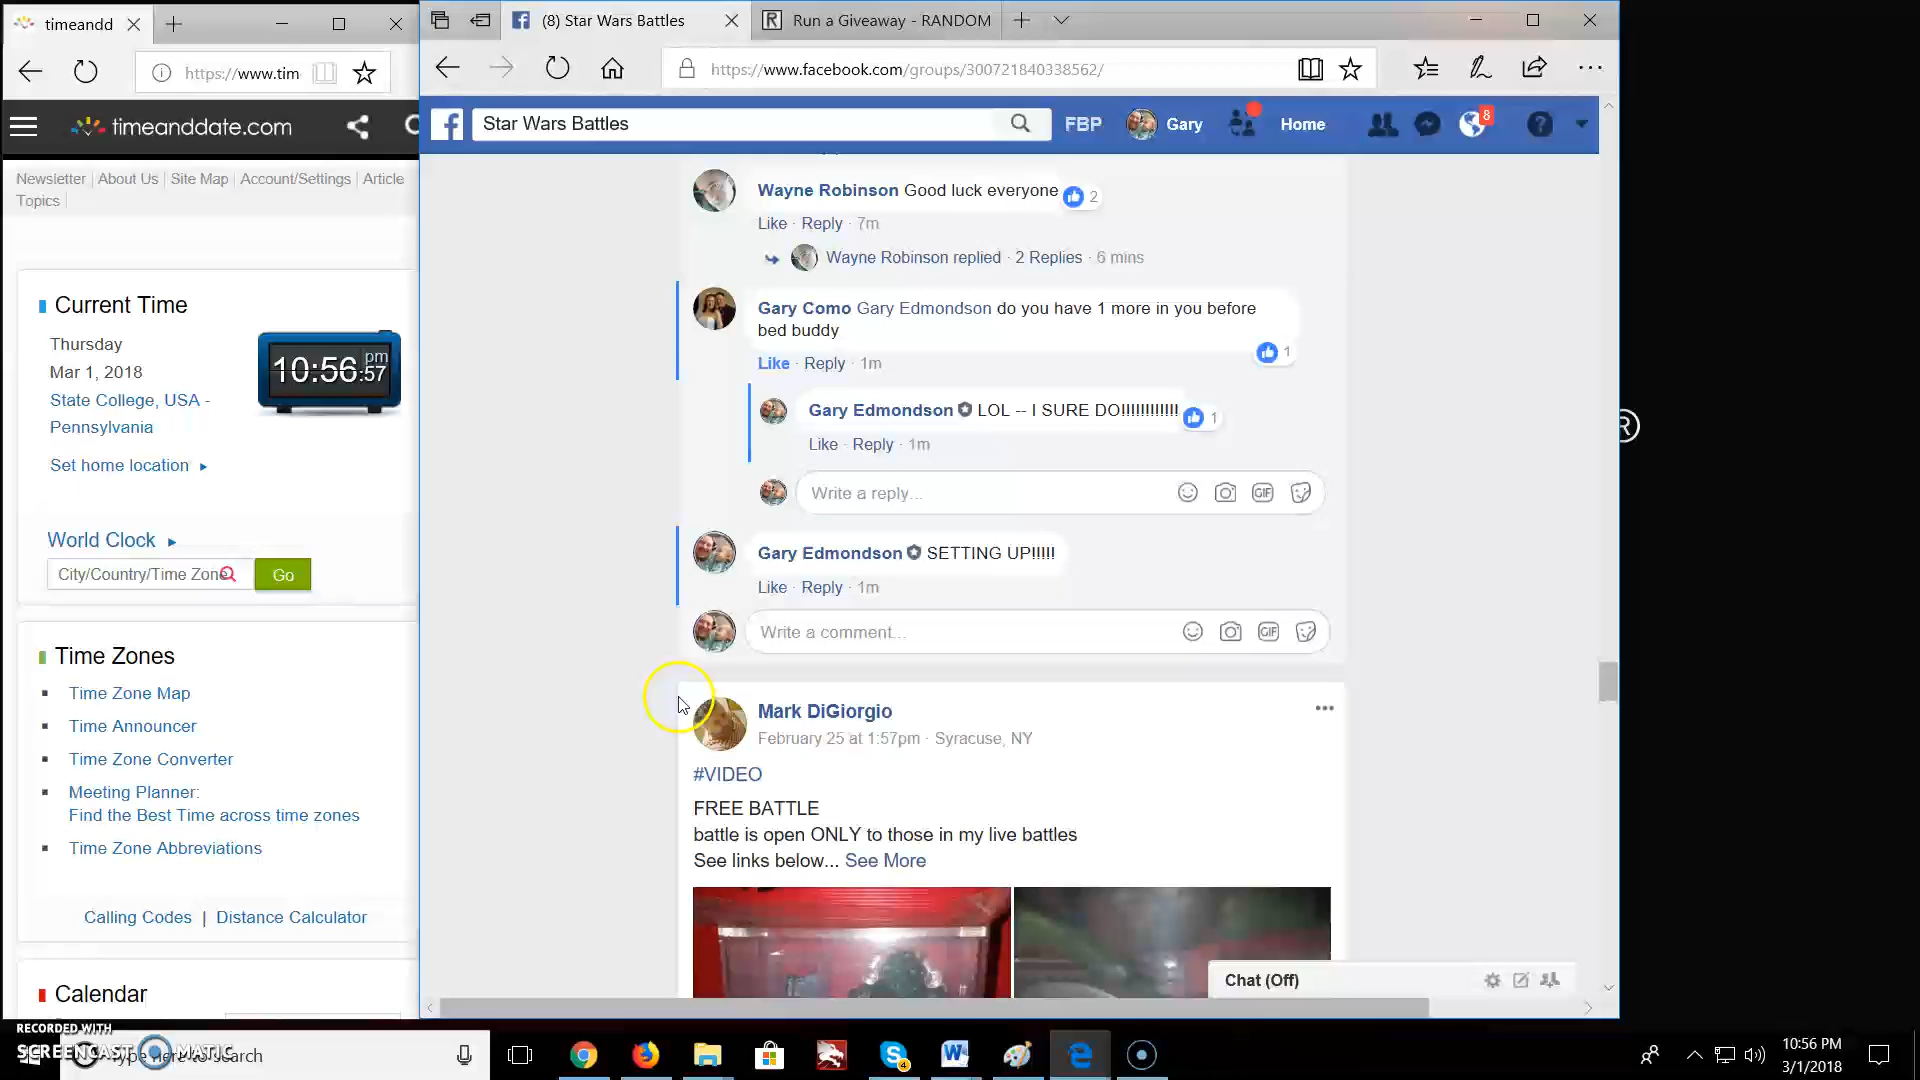 timeandd
(8) Star Wars Battles
Run a Giveaway - RANDOM
https://www.tim
https://www.facebook.com/groups/300721840338562/
timeanddate.com
Star Wars Battles
FBP
Gary
Home
8
Newsletter | About Us | Site Map | Account/Settings | Article
Topics |
Current Time
Thursday
Mar 1, 2018
State College, USA -
Pennsylvania
10:56:57 pm
Set home location
World Clock
City/Country/Time Zone
Go
Time Zones
Time Zone Map
Time Announcer
Time Zone Converter
Meeting Planner:
Find the Best Time across time zones
Time Zone Abbreviations
Calling Codes | Distance Calculator
Calendar
Wayne Robinson Good luck everyone 2
Like · Reply · 7m
Wayne Robinson replied · 2 Replies · 6 mins
Gary Como Gary Edmondson do you have 1 more in you before
bed buddy
1
Like · Reply · 1m
Gary Edmondson LOL -- I SURE DO!!!!!!!!!!!! 1
Like · Reply · 1m
Write a reply...
GIF
Gary Edmondson SETTING UP!!!!!
Like · Reply · 1m
Write a comment...
GIF
Mark DiGiorgio
February 25 at 1:57pm · Syracuse, NY
#VIDEO
FREE BATTLE
battle is open ONLY to those in my live battles
See links below... See More
Chat (Off)
®
RECORDED WITH
SCREENCAST MATIC
Type here to search
4
10:56 PM
3/1/2018